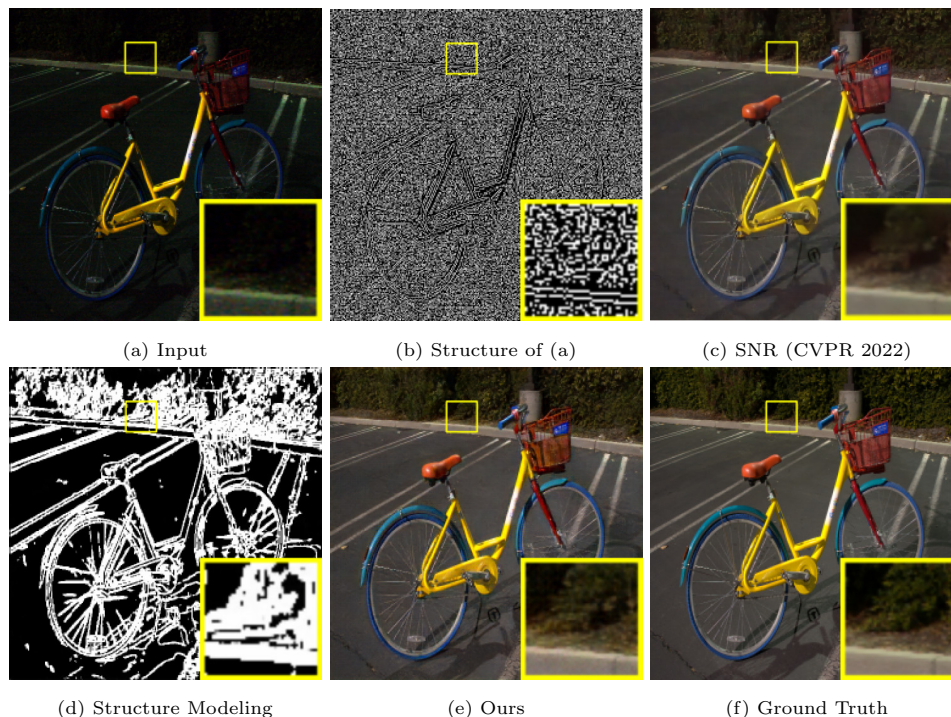 (a) Input
(b) Structure of (a)
(c) SNR (CVPR 2022)
(d) Structure Modeling
(e) Ours
(f) Ground Truth